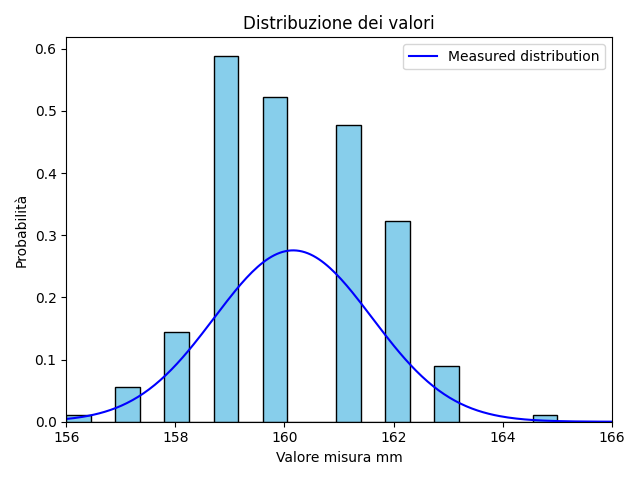 Distribuzione dei valori
Measured distribution
Probabilità
0.6
0.5
0.4
0.3
0.2
0.1
0.0
156 158 160 162 164 166
Valore misura mm